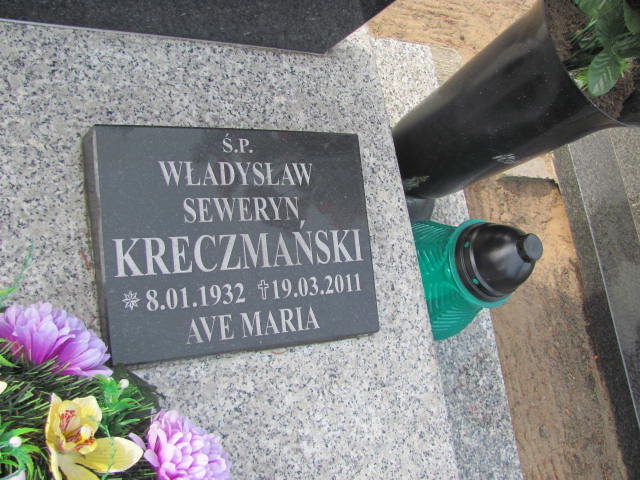 Ś.P.
WŁADYSŁAW
SEWERYN
KRECZMAŃSKI
8.01.1932 ✝19.03.2011
AVE MARIA